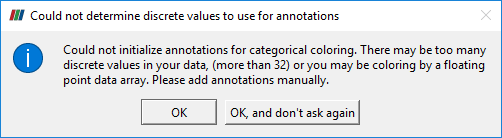 Could not determine discrete values to use for annotations
Could not initialize annotations for categorical coloring. There may be too many
discrete values in your data, (more than 32) or you may be coloring by a floating
point data array. Please add annotations manually.
OK
OK, and don't ask again